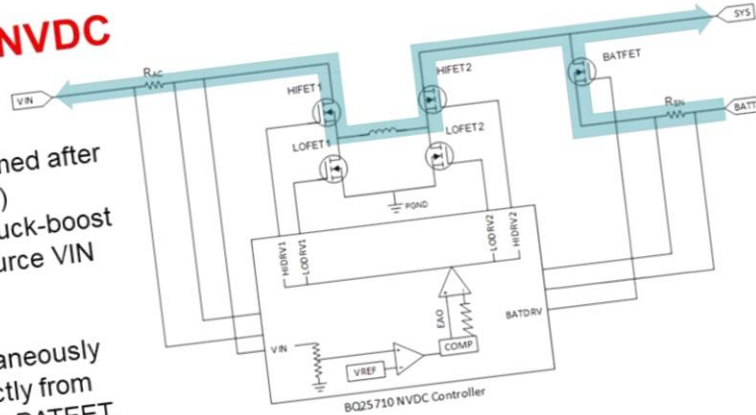 NVDC
ned after
)
uck-boost
urce VIN
aneously
ctly from
BATFET
VIN
RAC
HIFET1
HIFET2
BATFET
SYS
RSN
BATT
LOFET1
LOFET2
PGND
HIDRV1
LODRV1
LODRV2
HIDRV2
VIN
VREF
EAO
COMP
BATDRV
BQ25710 NVDC Controller